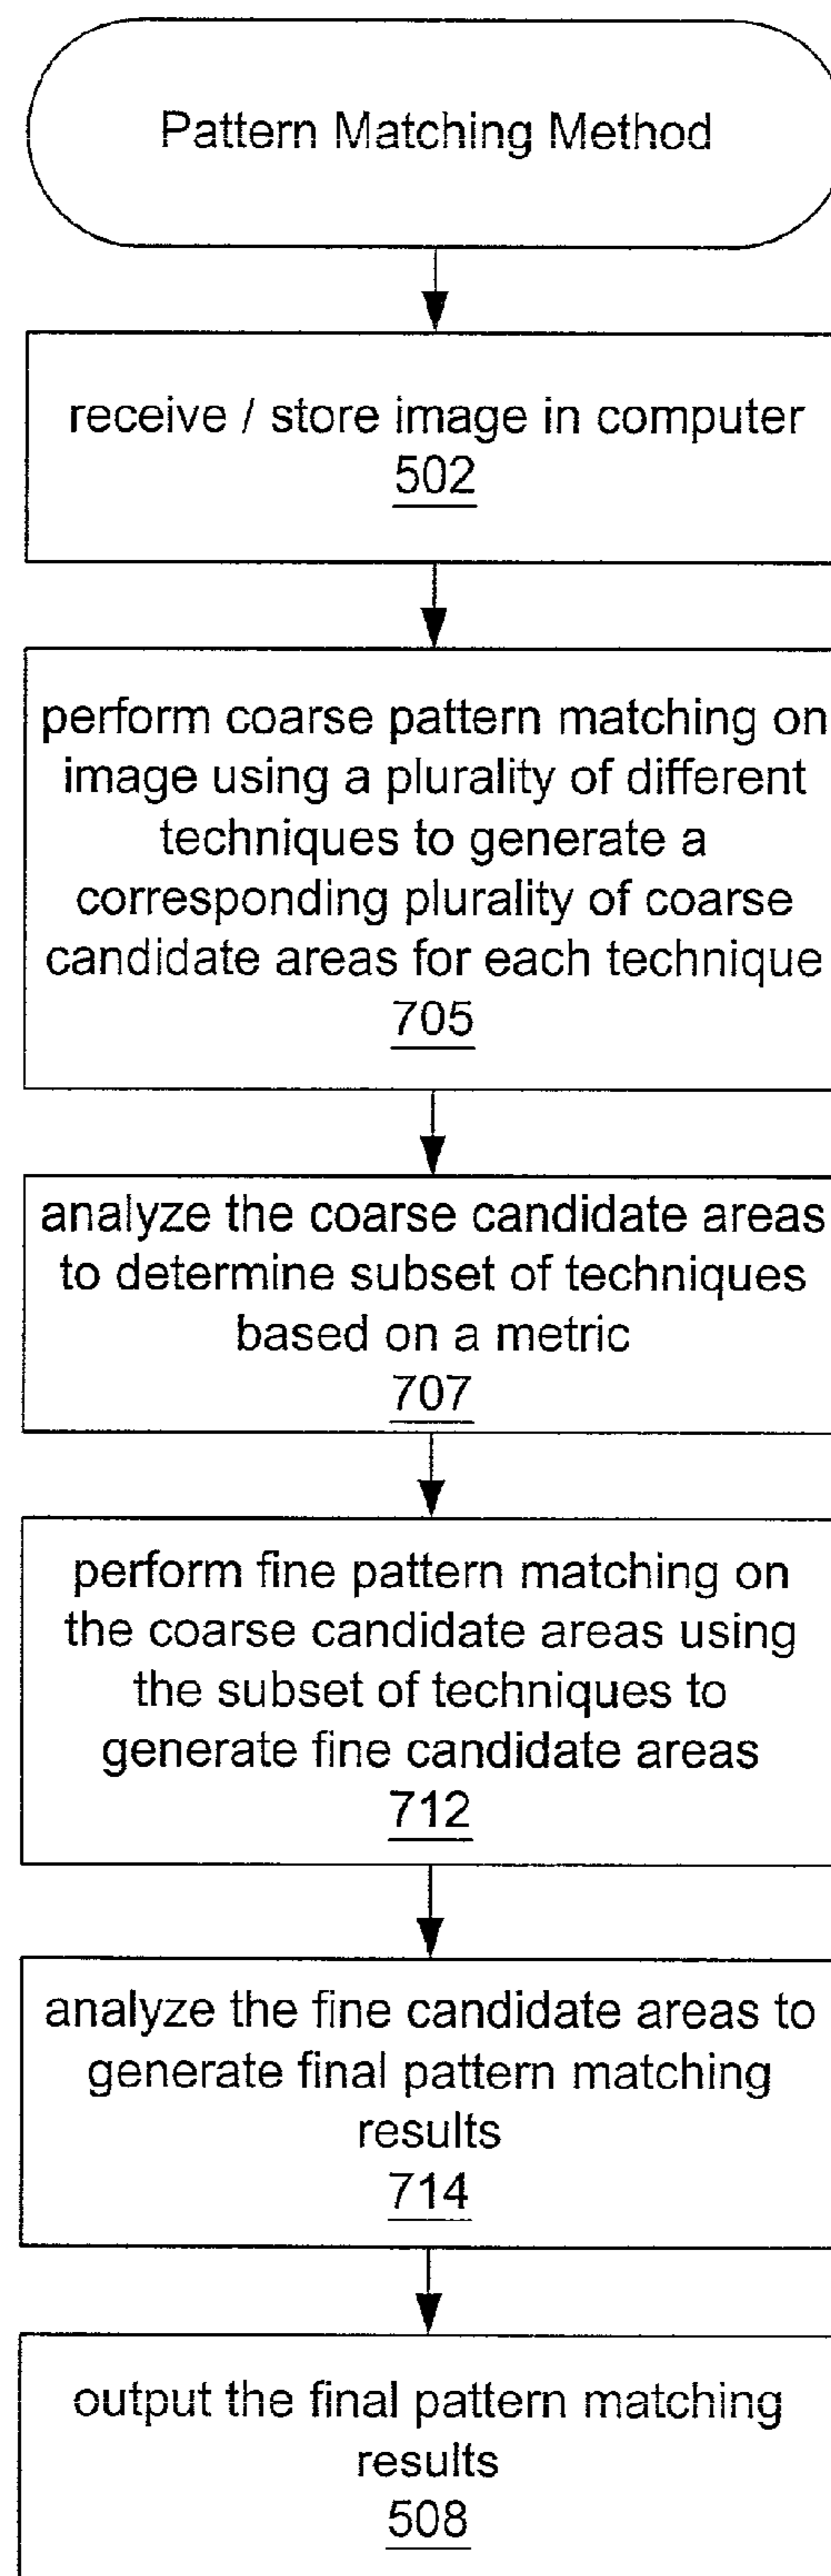 Pattern Matching Method
receive / store image in computer
502
perform coarse pattern matching on
image using a plurality of different
techniques to generate a
corresponding plurality of coarse
candidate areas for each technique
705
analyze the coarse candidate areas
to determine subset of techniques
based on a metric
707
perform fine pattern matching on
the coarse candidate areas using
the subset of techniques to
generate fine candidate areas
712
analyze the fine candidate areas to
generate final pattern matching
results
714
output the final pattern matching
results
508